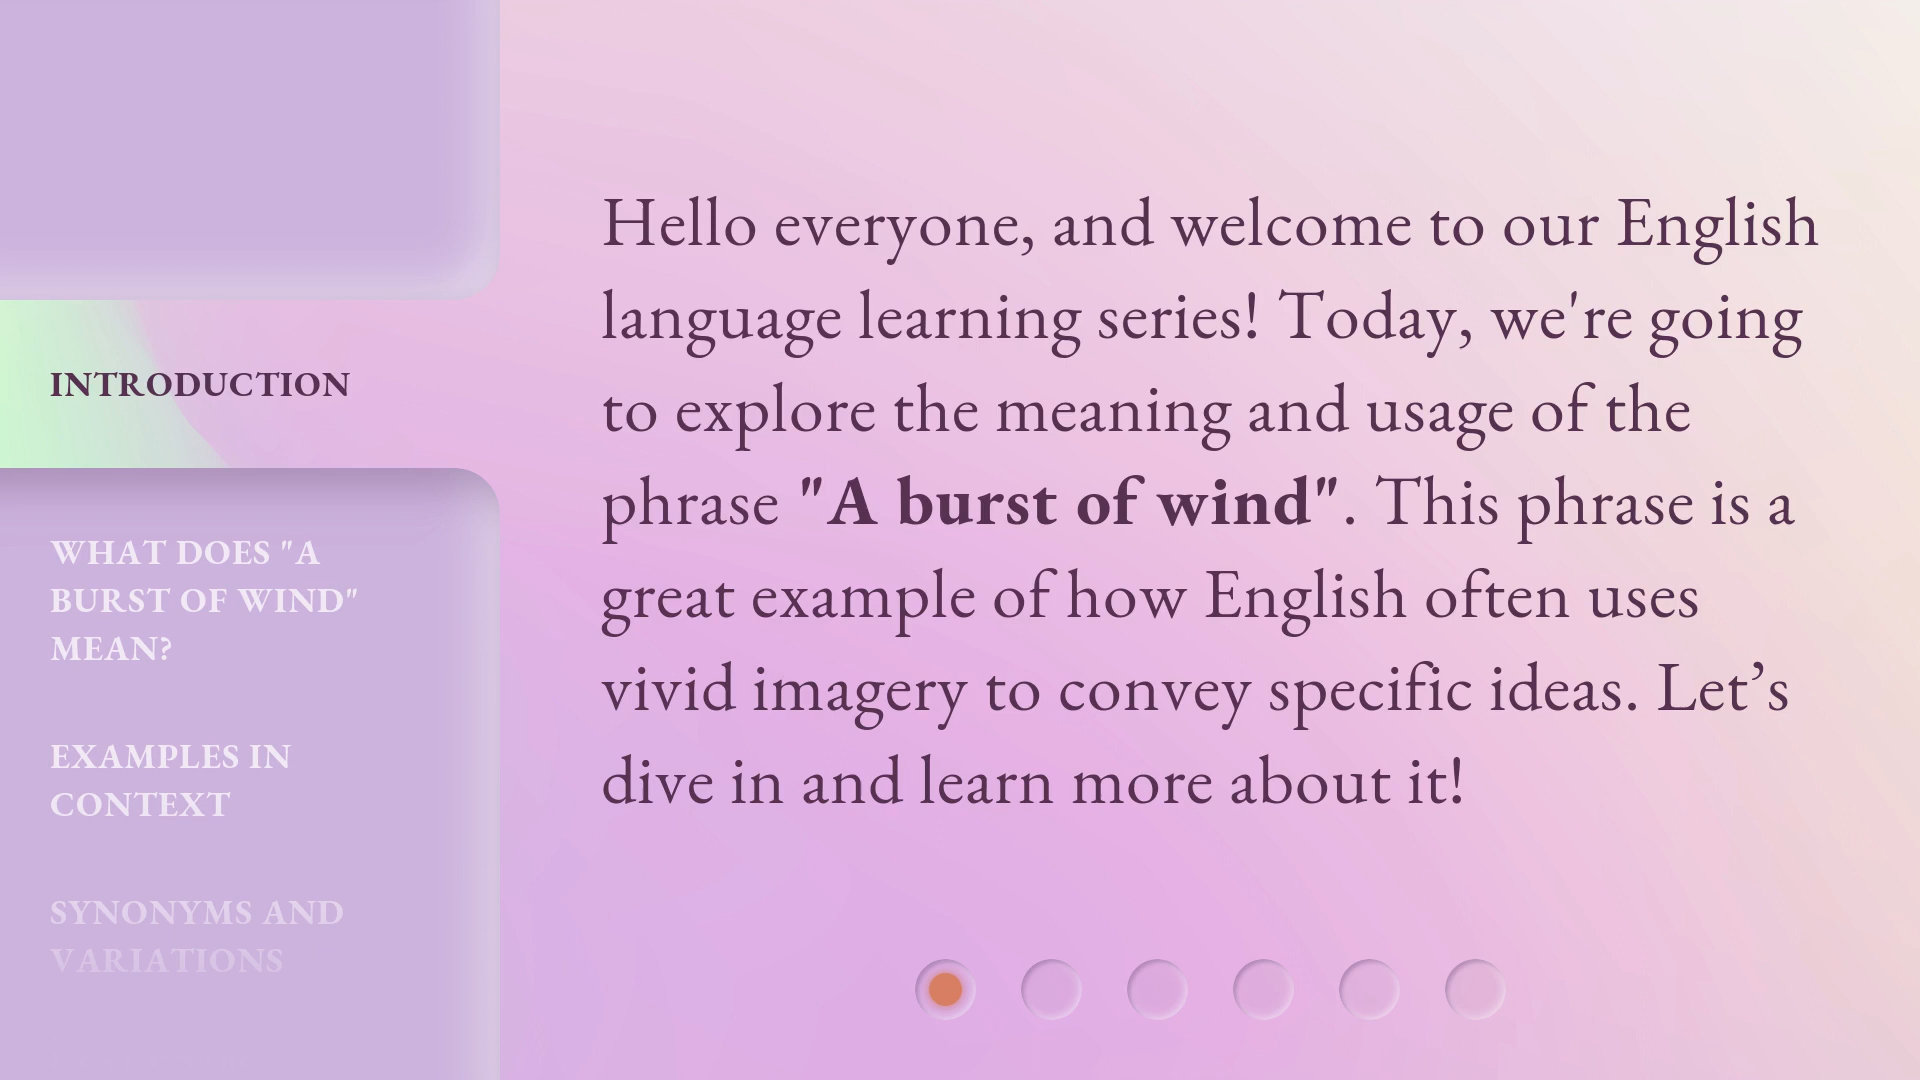 INTRODUCTION
WHAT DOES "A
BURST OF WIND"
MEAN?
EXAMPLES IN
CONTEXT
SYNONYMS AND
VARIATIONS
Hello everyone, and welcome to our English
language learning series! Today, we're going
to explore the meaning and usage of the
phrase "A burst of wind". This phrase is a
great example of how English often uses
vivid imagery to convey specific ideas. Let’s
dive in and learn more about it!